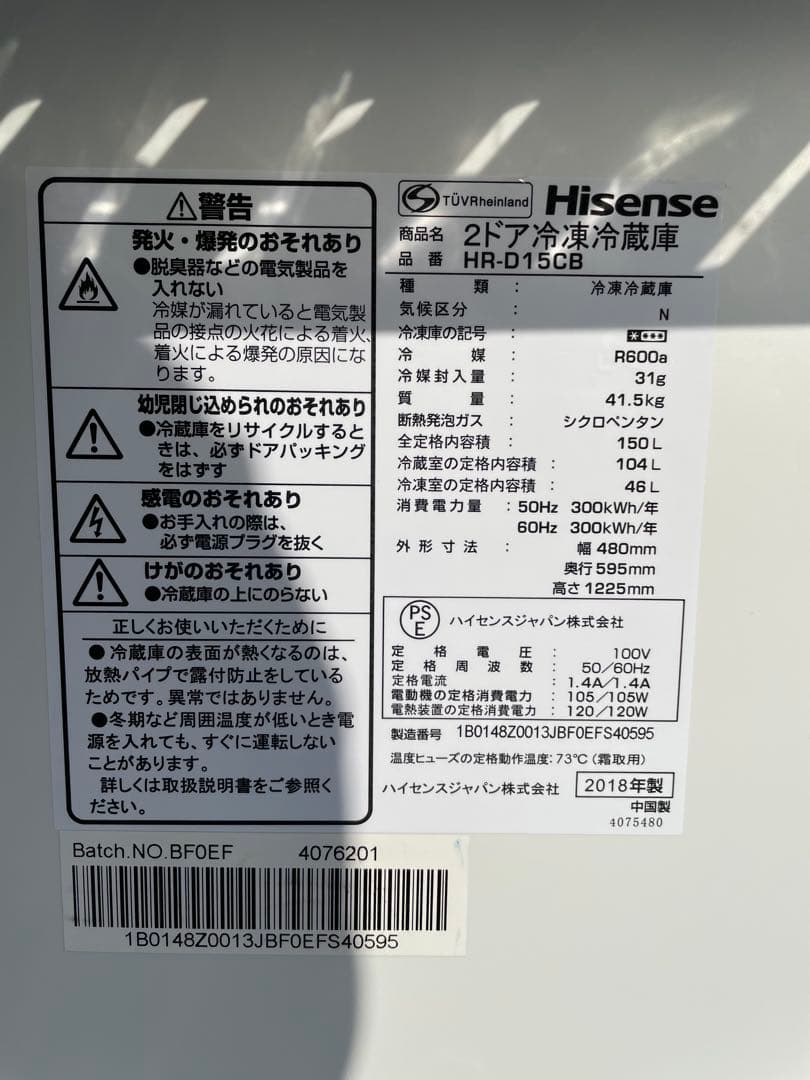 警告
発火・爆発のおそれあり
●脱臭器などの電気製品を
入れない
冷媒が漏れていると電気製
品の接点の火花による着火、
着火による爆発の原因にな
ります。
幼児閉じ込められのおそれあり
●冷蔵庫をリサイクルすると
きは、必ずドアパッキング
をはずす
感電のおそれあり
●お手入れの際は、
必ず電源プラグを抜く
けがのおそれあり
●冷蔵庫の上にのらない
正しくお使いいただくために
●冷蔵庫の表面が熱くなるのは、
放熱パイプで露付防止をしている
ためです。異常ではありません。
●冬期など周囲温度が低いとき電
源を入れても、すぐに運転しない
ことがあります。
詳しくは取扱説明書をご参照く
ださい。
TÜVRheinland Hisense
商品名 2ドア冷凍冷蔵庫
品番 HR-D15CB
種類 : 冷凍冷蔵庫
気候区分 : N
冷凍庫の記号 : ****
冷媒 : R600a
冷媒封入量 : 31g
質量 : 41.5kg
断熱発泡ガス : シクロペンタン
全定格内容積 : 150L
冷蔵室の定格内容積 : 104L
冷凍室の定格内容積 : 46L
消費電力量 : 50Hz 300kWh/年
60Hz 300kWh/年
外形寸法 : 幅 480mm
奥行 595mm
高さ 1225mm
PSE ハイセンスジャパン株式会社
定格電圧 : 100V
定格周波数 : 50/60Hz
定格電流 : 1.4A/1.4A
電動機の定格消費電力 : 105/105W
電熱装置の定格消費電力 : 120/120W
製造番号 1B0148Z0013JBF0EFS40595
温度ヒューズの定格動作温度:73℃(霜取用)
ハイセンスジャパン株式会社 2018年製
中国製
4075480
Batch.NO.BF0EF 4076201
1B0148Z0013JBF0EFS40595